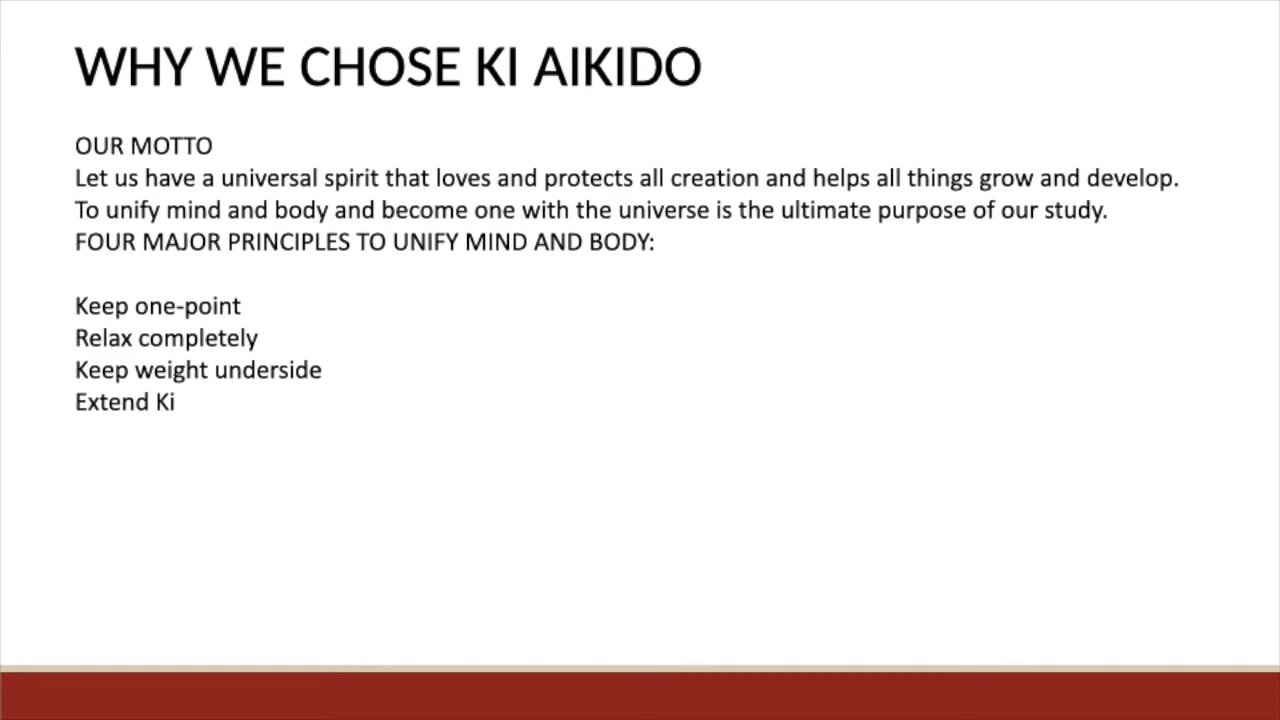 WHY WE CHOSE KI AIKIDO
OUR MOTTO
Let us have a universal spirit that loves and protects all creation and helps all things grow and develop.
To unify mind and body and become one with the universe is the ultimate purpose of our study.
FOUR MAJOR PRINCIPLES TO UNIFY MIND AND BODY:
Keep one-point
Relax completely
Keep weight underside
Extend Ki